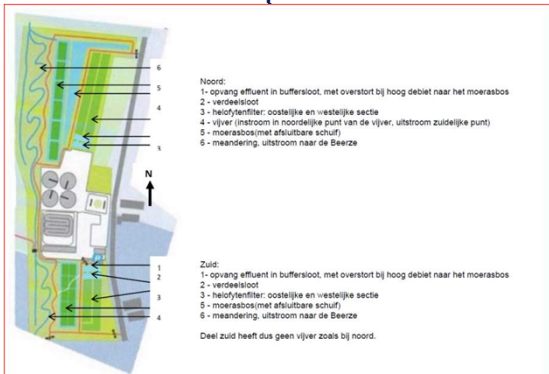 6
5
4
3
N
Noord:
1- opvang effluent in buffersloot, met overstort bij hoog debiet naar het moerasbos
2 - verdeelsloot
3 - helofytenfilter: oostelijke en westelijke sectie
4 - vijver (instroom in noordelijke punt van de vijver, uitstroom zuidelijke punt)
5 - moerasbos(met afsluitbare schuif)
6 - meandering, uitstroom naar de Beerze
1
2
3
4
Zuid:
1- opvang effluent in buffersloot, met overstort bij hoog debiet naar het moerasbos
2 - verdeelsloot
3 - helofytenfilter: oostelijke en westelijke sectie
5 - moerasbos(met afsluitbare schuif)
6 - meandering, uitstroom naar de Beerze
Deel zuid heeft dus geen vijver zoals bij noord.